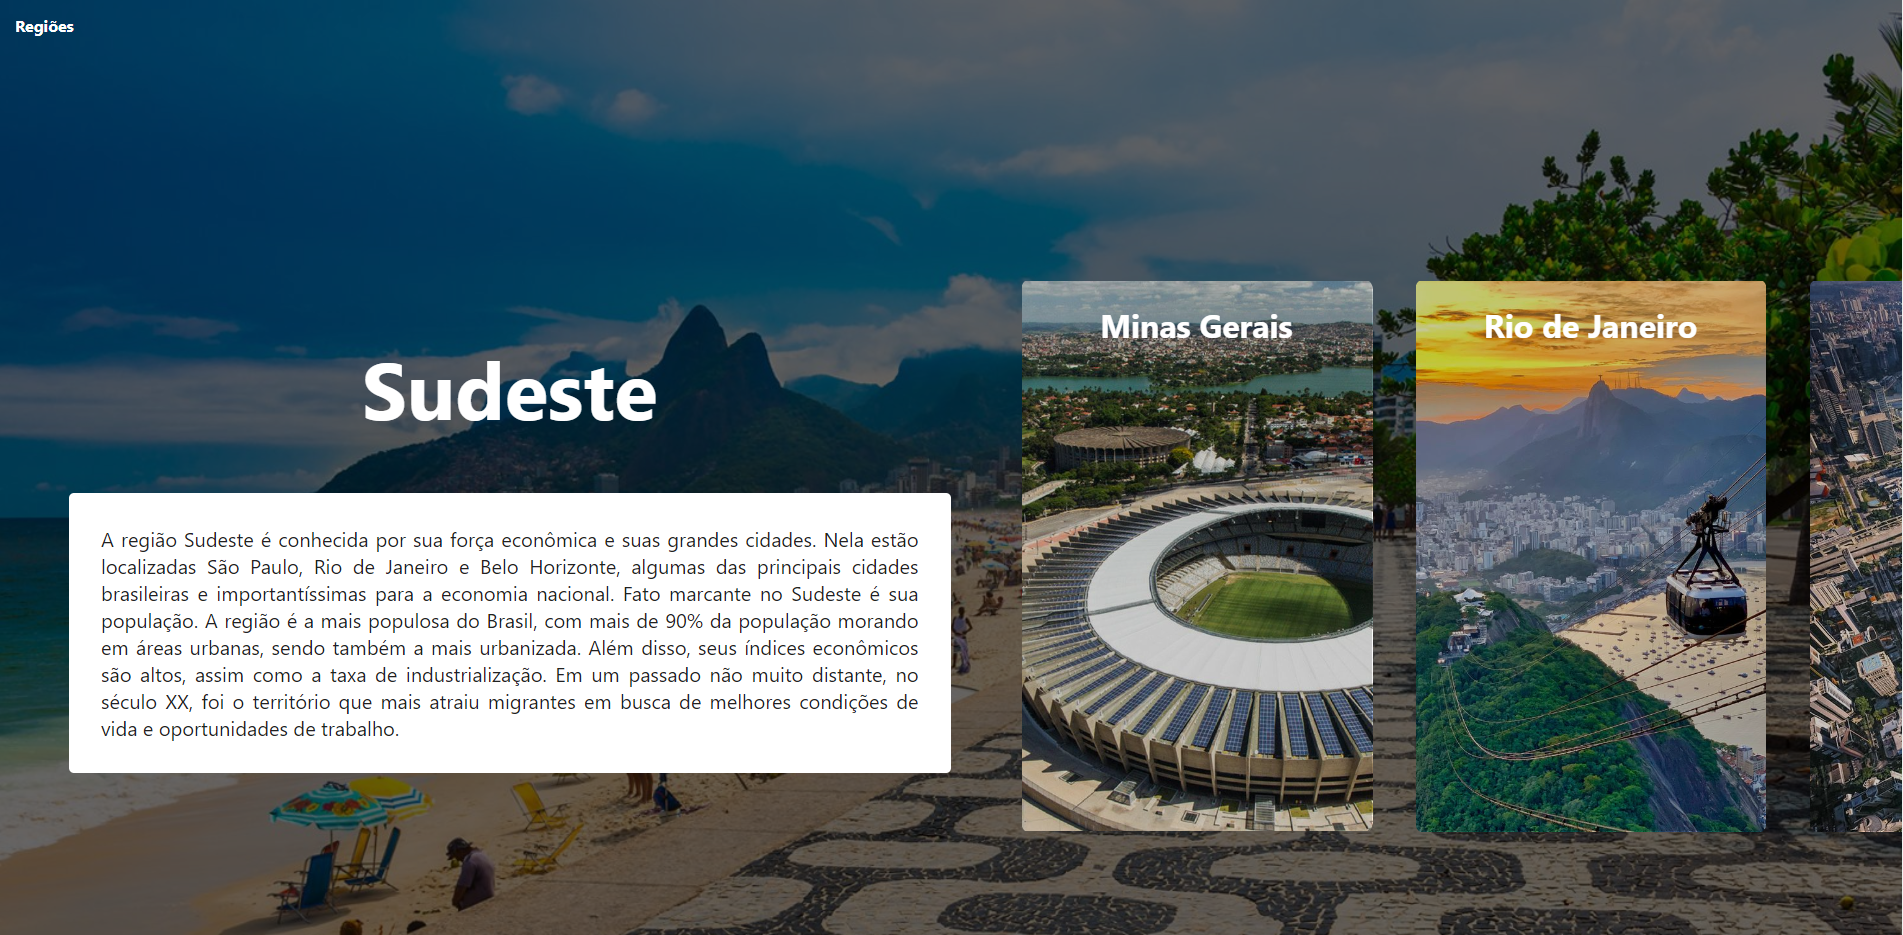 Regiões
Sudeste
A região Sudeste é conhecida por sua força econômica e suas grandes cidades. Nela estão
localizadas São Paulo, Rio de Janeiro e Belo Horizonte, algumas das principais cidades
brasileiras e importantíssimas para a economia nacional. Fato marcante no Sudeste é sua
população. A região é a mais populosa do Brasil, com mais de 90% da população morando
em áreas urbanas, sendo também a mais urbanizada. Além disso, seus índices econômicos
são altos, assim como a taxa de industrialização. Em um passado não muito distante, no
século XX, foi o território que mais atraiu migrantes em busca de melhores condições de
vida e oportunidades de trabalho.
Minas Gerais
Rio de Janeiro